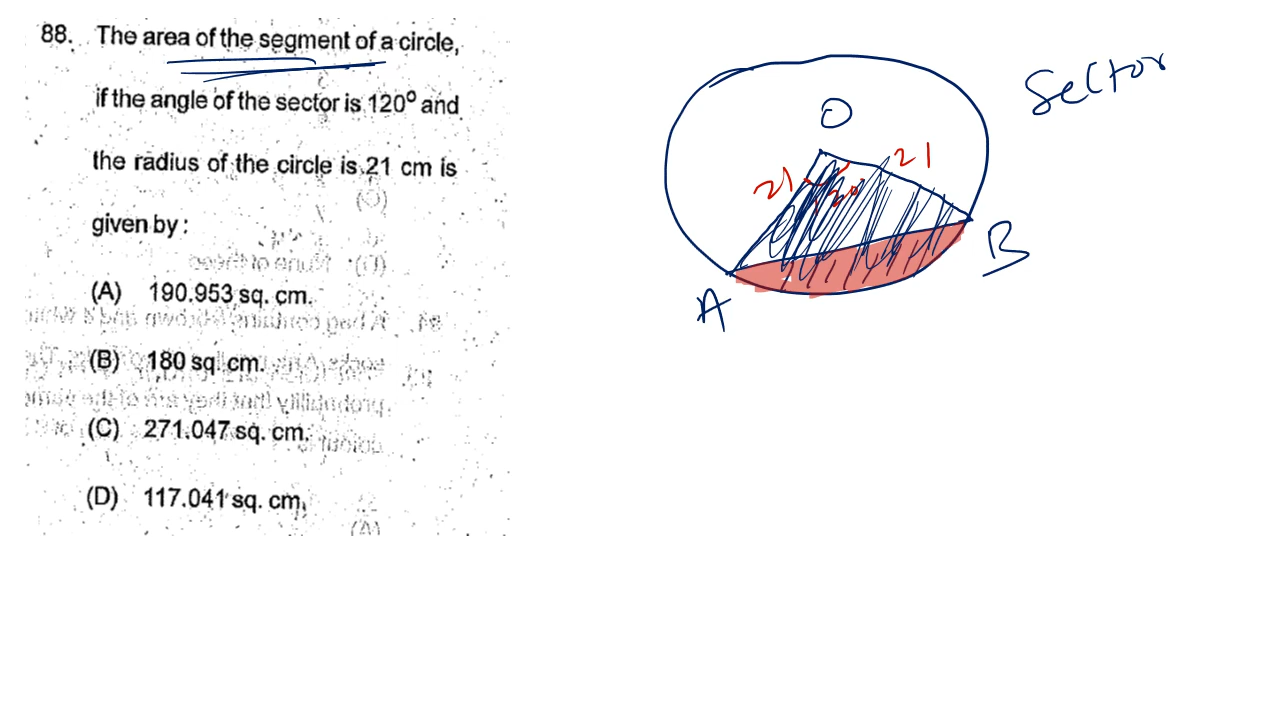 88. The area of the segment of a circle,
if the angle of the sector is 120⁰ and
the radius of the circle is 21 cm is
given by :
(A) 190.953 sq. cm.
(B) 180 sq. cm.
(C) 271.047 sq. cm.
(D) 117.041 sq. cm.
Sector
O
21
21
A
B